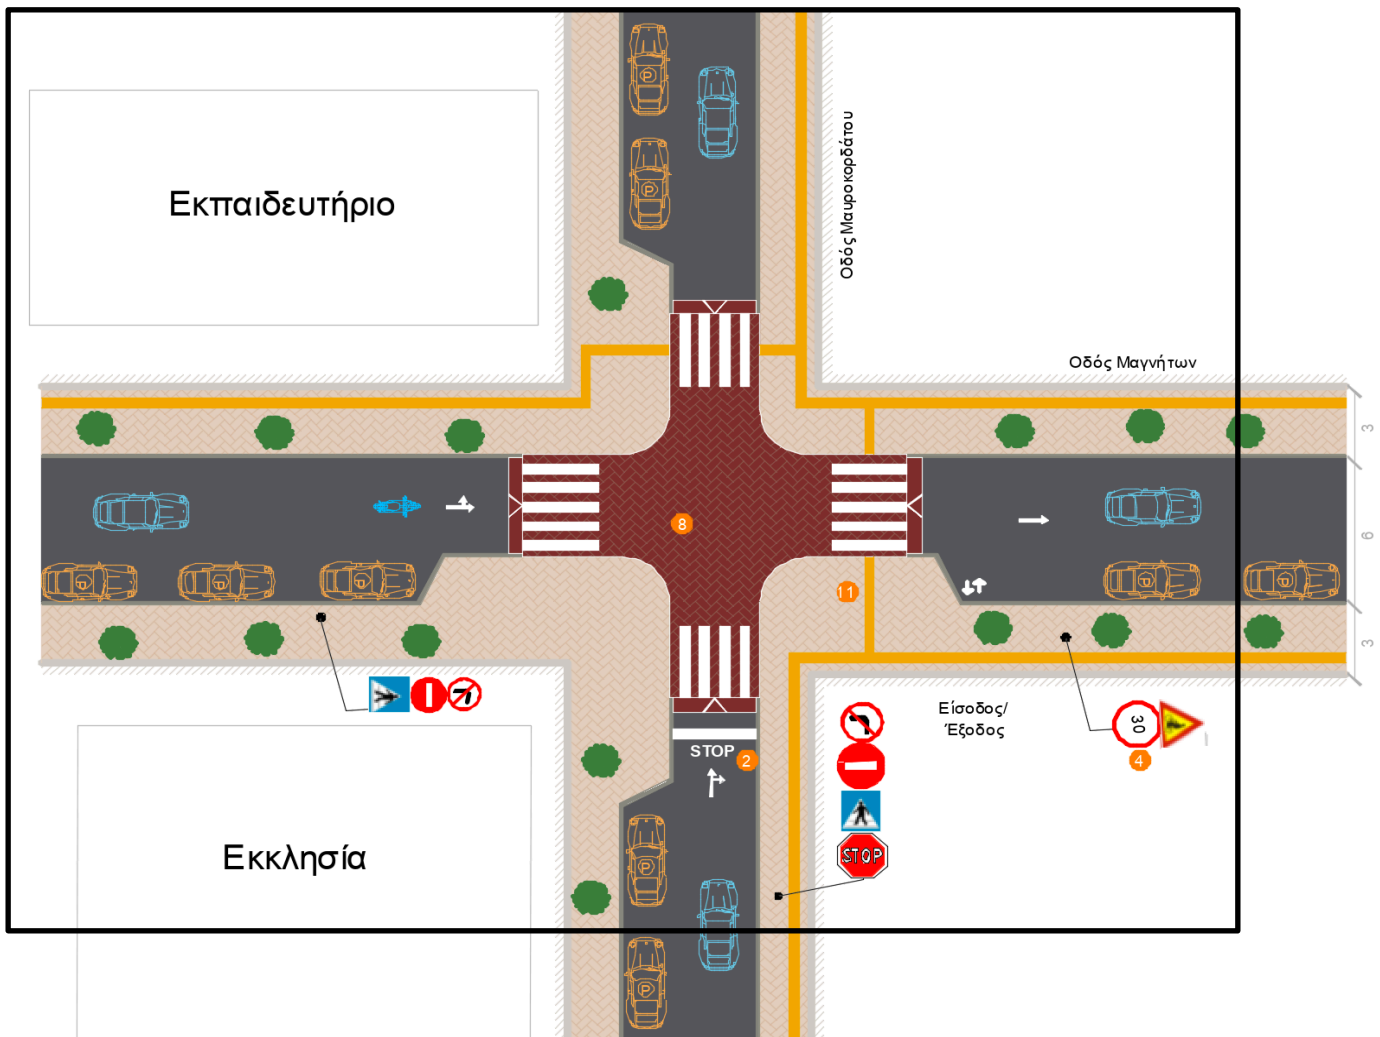 P
P
Οδός Μαυροκορδάτου
Εκπαιδευτήριο
Οδός Μαγνήτων
3
8
6
P
P
P
P
P
11
3
Είσοδος/
Έξοδος
30
4
STOP
2
STOP
Εκκλησία
P
P